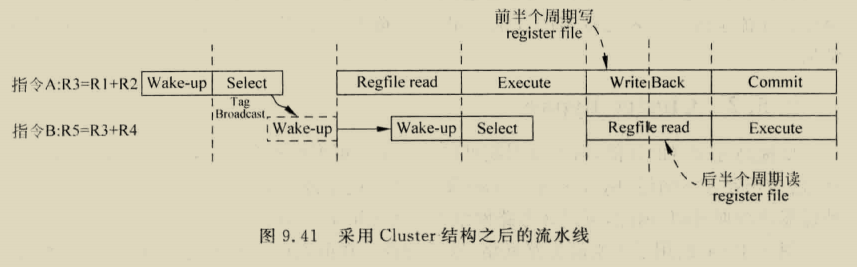 前半个周期写
register file
指令A:R3=R1+R2 Wake-up Select Regfile read Execute Write Back Commit
Tag
Broadcast
指令B:R5=R3+R4 Wake-up Wake-up Select Regfile read Execute
后半个周期读
register file
图 9.41 采用 Cluster 结构之后的流水线